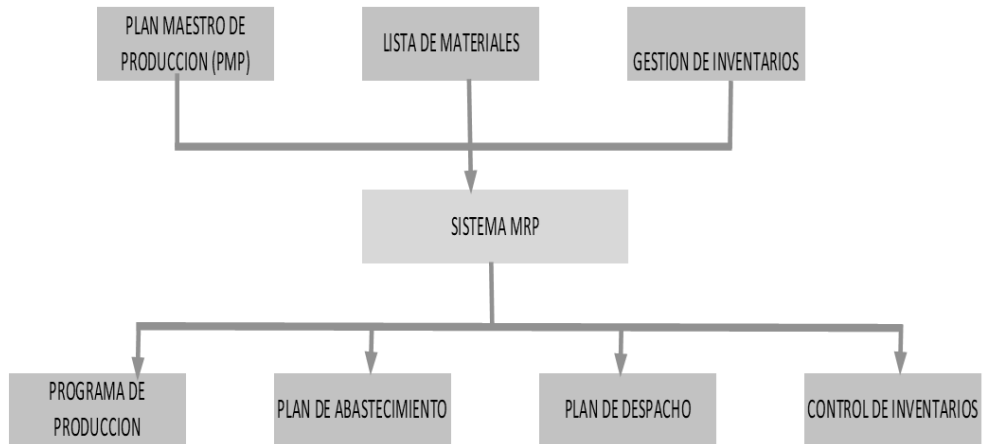 PLAN MAESTRO DE
PRODUCCION (PMP)
LISTA DE MATERIALES
GESTION DE INVENTARIOS
SISTEMA MRP
PROGRAMA DE
PRODUCCION
PLAN DE ABASTECIMIENTO
PLAN DE DESPACHO
CONTROL DE INVENTARIOS